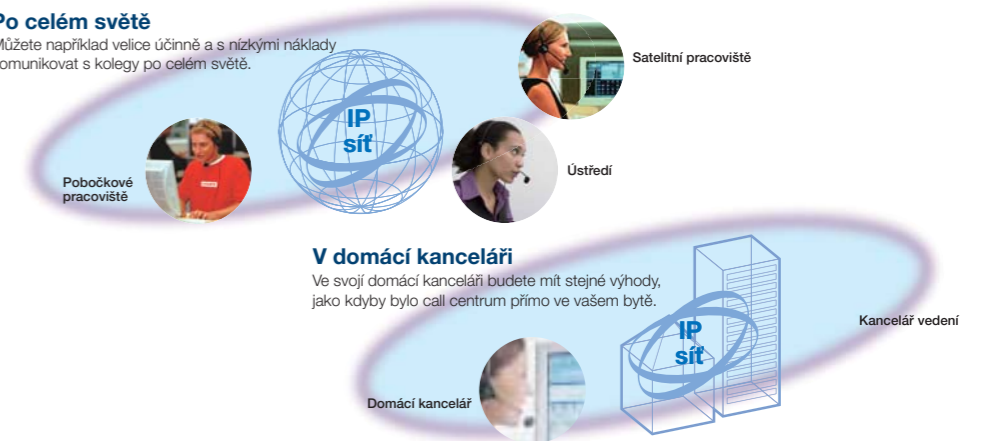 Po celém světě
Můžete například velice účinně a s nízkými náklady
komunikovat s kolegy po celém světě.
Satelitní pracoviště
IP
síť
Ústředí
Pobočkové
pracoviště
V domácí kanceláři
Ve svojí domácí kanceláři budete mít stejné výhody,
jako kdyby bylo call centrum přímo ve vašem bytě.
Kancelář vedení
IP
síť
Domácí kancelář